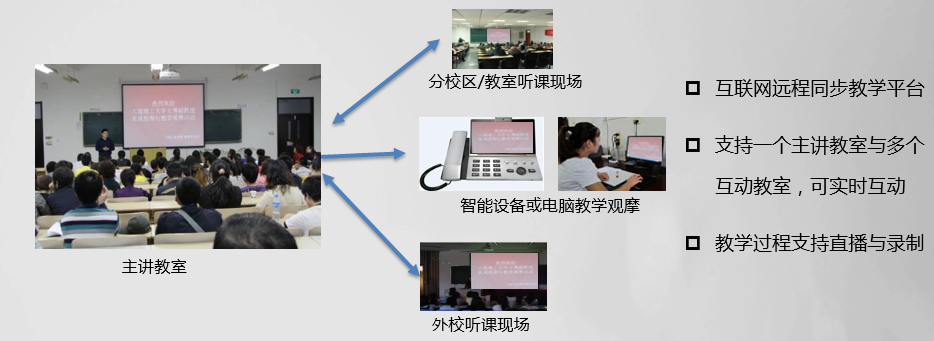 分校区/教室听课现场
智能设备或电脑教学观摩
外校听课现场
主讲教室
互联网远程同步教学平台
支持一个主讲教室与多个
互动教室，可实时互动
教学过程支持直播与录制